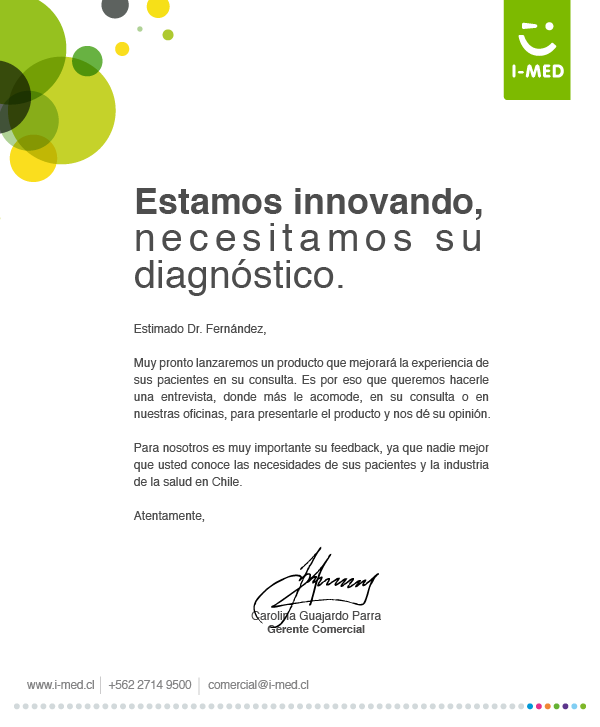 I-MED
Estamos innovando,
necesitamos su
diagnóstico.
Estimado Dr. Fernández,
Muy pronto lanzaremos un producto que mejorará la experiencia de
sus pacientes en su consulta. Es por eso que queremos hacerle
una entrevista, donde más le acomode, en su consulta o en
nuestras oficinas, para presentarle el producto y nos dé su opinión.
Para nosotros es muy importante su feedback, ya que nadie mejor
que usted conoce las necesidades de sus pacientes y la industria
de la salud en Chile.
Atentamente,
Carolina Guajardo Parra
Gerente Comercial
www.i-med.cl | +562 2714 9500 | comercial@i-med.cl